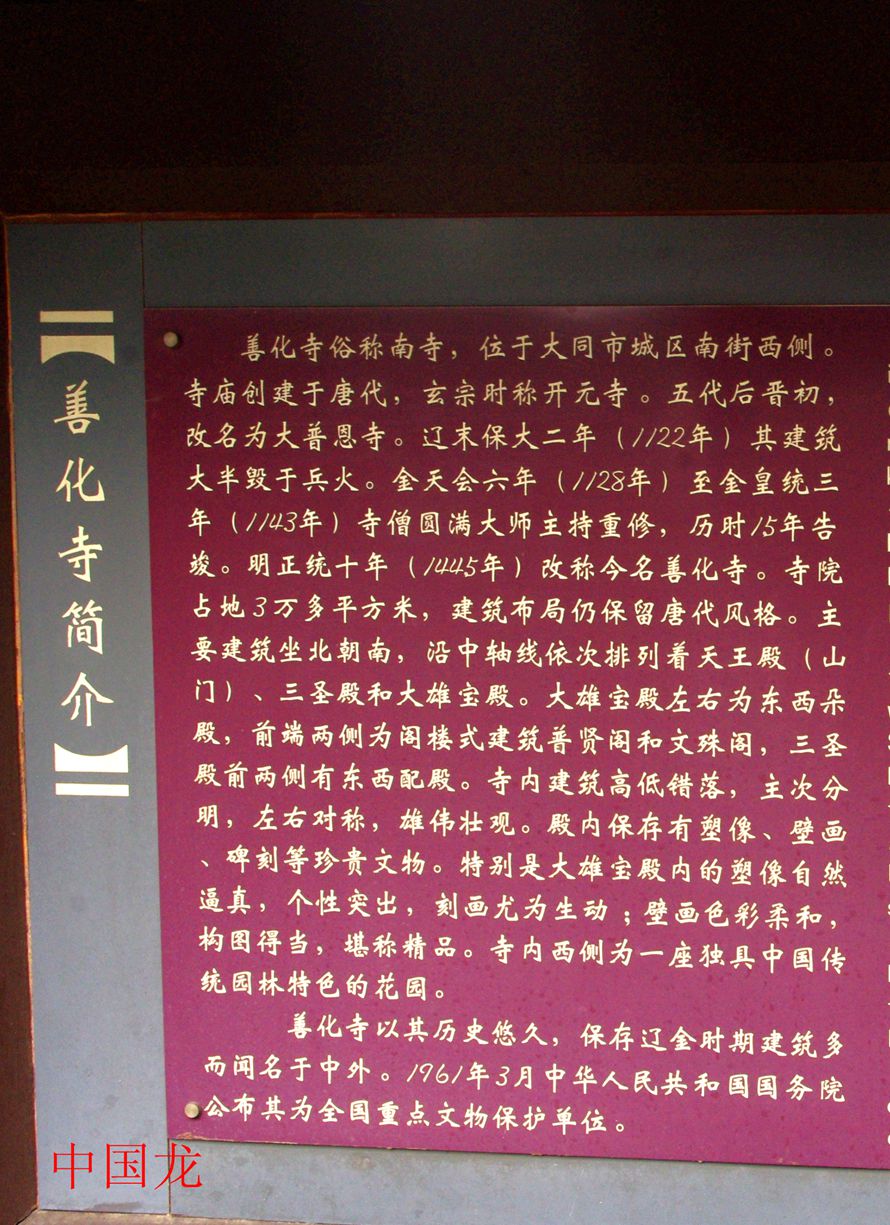 【善化寺简介】
善化寺俗称南寺，位于大同市城区南街西侧。
寺庙创建于唐代，玄宗时称开元寺。五代后晋初，
改名为大普恩寺。辽末保大二年（1122年）其建筑
大半毁于兵火。金天会六年（1128年）至金皇统三
年（1143年）寺僧圆满大师主持重修，历时15年告
竣。明正统十年（1445年）改称今名善化寺。寺院
占地3万多平方米，建筑布局仍保留唐代风格。主
要建筑坐北朝南，沿中轴线依次排列着天王殿（山
门）、三圣殿和大雄宝殿。大雄宝殿左右为东西朵
殿，前端两侧为阁楼式建筑普贤阁和文殊阁，三圣
殿前两侧有东西配殿。寺内建筑高低错落，主次分
明，左右对称，雄伟壮观。殿内保存有塑像、壁画
、碑刻等珍贵文物。特别是大雄宝殿内的塑像自然
逼真，个性突出，刻画尤为生动；壁画色彩柔和，
构图得当，堪称精品。寺内西侧为一座独具中国传
统园林特色的花园。
善化寺以其历史悠久，保存辽金时期建筑多
而闻名于中外。1961年3月中华人民共和国国务院
公布其为全国重点文物保护单位。
中国龙